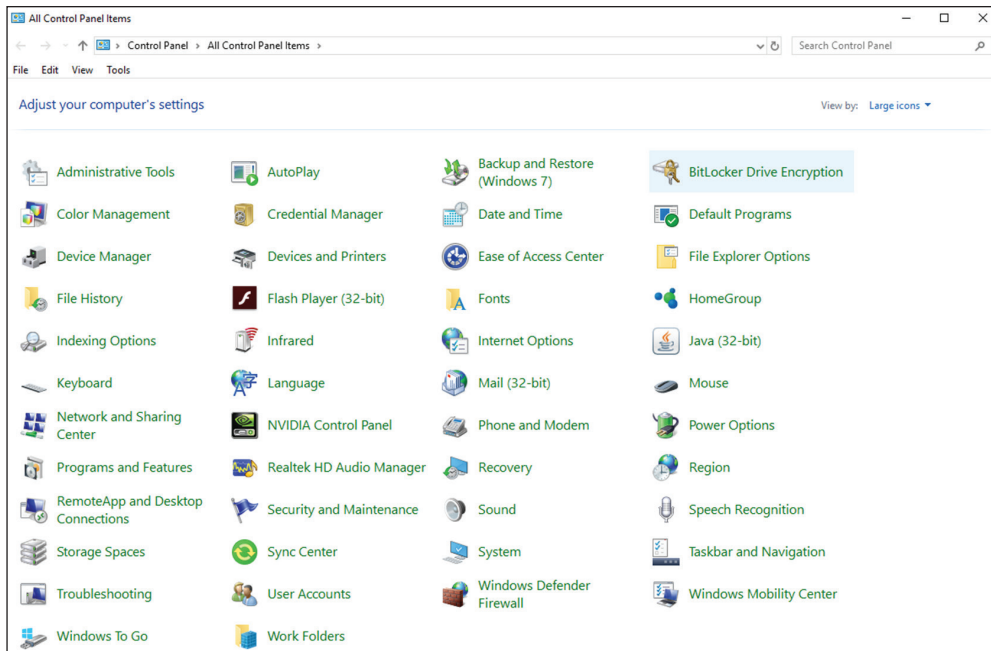 All Control Panel Items
Control Panel > All Control Panel Items >
Search Control Panel
File Edit View Tools
Adjust your computer's settings
View by: Large icons
Administrative Tools
AutoPlay
Backup and Restore
(Windows 7)
BitLocker Drive Encryption
Color Management
Credential Manager
Date and Time
Default Programs
Device Manager
Devices and Printers
Ease of Access Center
File Explorer Options
File History
Flash Player (32-bit)
Fonts
HomeGroup
Indexing Options
Infrared
Internet Options
Java (32-bit)
Keyboard
Language
Mail (32-bit)
Mouse
Network and Sharing
Center
NVIDIA Control Panel
Phone and Modem
Power Options
Programs and Features
Realtek HD Audio Manager
Recovery
Region
RemoteApp and Desktop
Connections
Security and Maintenance
Sound
Speech Recognition
Storage Spaces
Sync Center
System
Taskbar and Navigation
Troubleshooting
User Accounts
Windows Defender
Firewall
Windows Mobility Center
Windows To Go
Work Folders